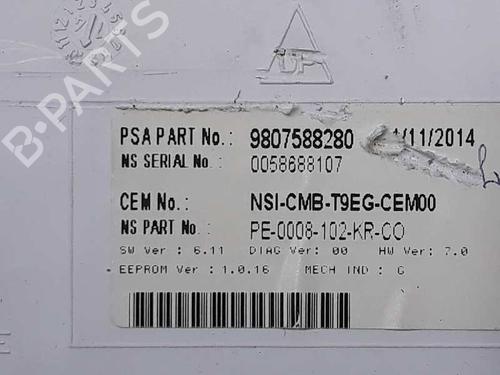 UP
B-PARTS
PSA PART No.: 9807588280 1/11/2014
NS SERIAL No.: 0058688107
CEM No.: NSI-CMB-T9EG-CEM00
NS PART No.: PE-0008-102-KR-CO
SW Ver : 6.11 DIAG Ver : 00 HW Ver : 7.0
EEPROM Ver : 1.0.16 MECH IND : G